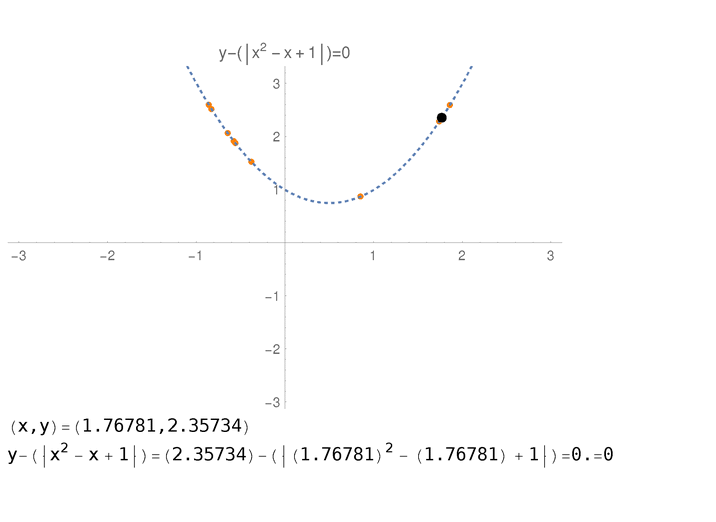 y−(|x² − x + 1|)=0
3
2
1
−3 −2 −1 1 2 3
−1
−2
−3
(x,y) = (1.76781,2.35734)
y−(|x² − x + 1|) = (2.35734) − (| (1.76781)² − (1.76781) + 1|)=0.=0